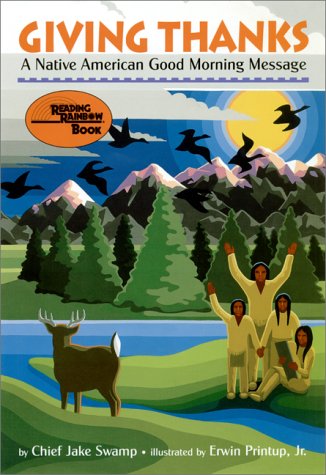 GIVING THANKS
A Native American Good Morning Message
READING
RAINBOW
BOOK
by Chief Jake Swamp • illustrated by Erwin Printup, Jr.